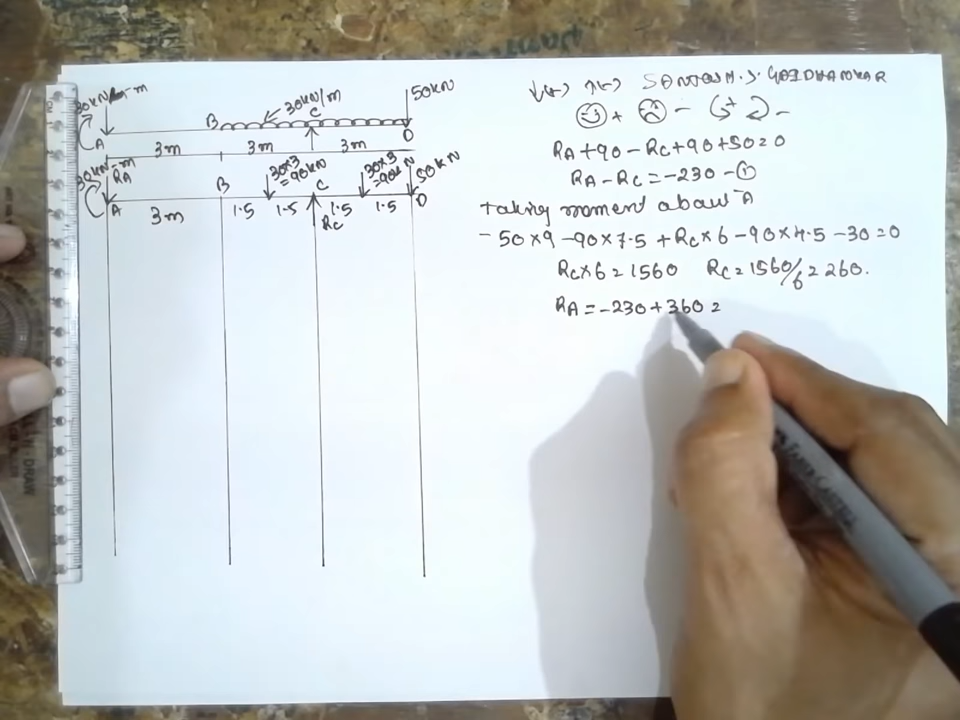 ↓(+) ↑(-) SANTOSH.S.GAIDHANKAR
☺ + ☹ - ↺+ ↻ -
RA+90-RC+90+50=0
RA-RC=-230 -①
Taking moment about A
-50×9-90×7.5+RC×6-90×4.5-30=0
RC×6=1560 RC=1560/6=260.
RA=-230+360=
30kN-m
30kN/m
50kN
A B C D
3m 3m 3m
30kN-m
RA
30×3
=90kN
30×3
=90kN
50kN
A B C D
3m 1.5 1.5 1.5 1.5
RC